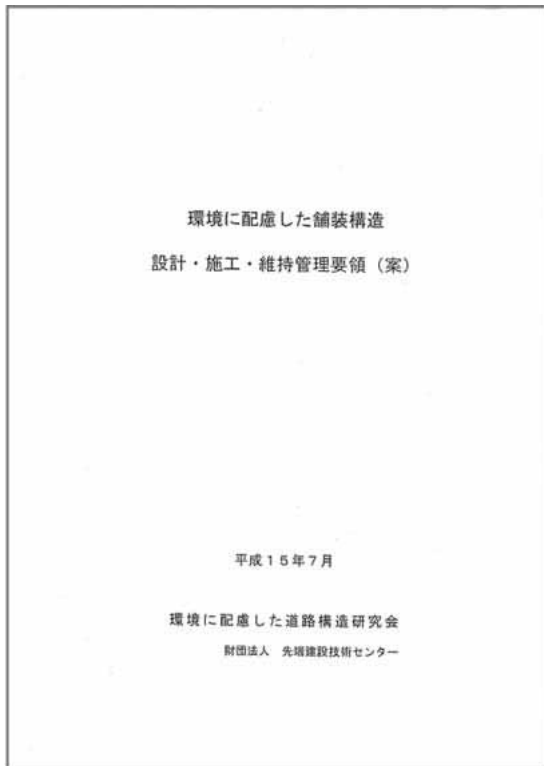 環境に配慮した舗装構造
設計・施工・維持管理要領（案）
平成１５年７月
環境に配慮した道路構造研究会
財団法人　先端建設技術センター